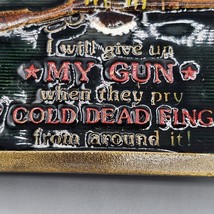 I will give up
MY GUN
when they pry
COLD DEAD FING
from around it!